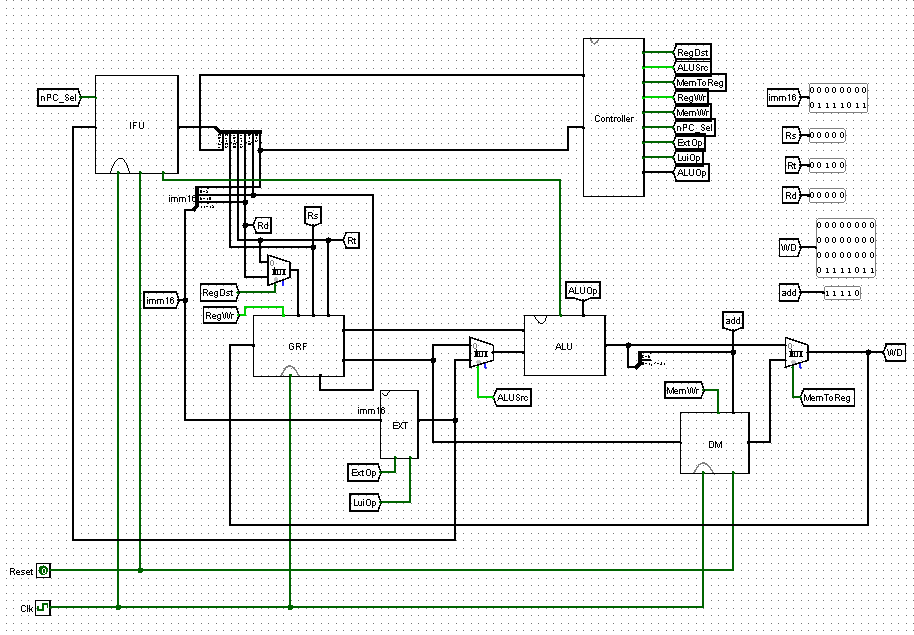 nPC_Sel
IFU
Controller
RegDst
ALUSrc
MemToReg
RegWr
MemWr
nPC_Sel
ExtOp
LuiOp
ALUOp
imm16
0 0 0 0 0 0 0 0
0 1 1 1 1 0 1 1
Rs
0 0 0 0 0
Rt
0 0 1 0 0
Rd
0 0 0 0 0
WD
0 0 0 0 0 0 0 0
0 0 0 0 0 0 0 0
0 0 0 0 0 0 0 0
0 1 1 1 1 0 1 1
add
1 1 1 1 0
imm16
Rd
Rs
Rt
MUX
RegDst
imm16
RegWr
GRF
ALUOp
ALU
add
MUX
MUX
WD
ALUSrc
MemWr
MemToReg
imm16
EXT
DM
ExtOp
LuiOp
Reset
0
Clk